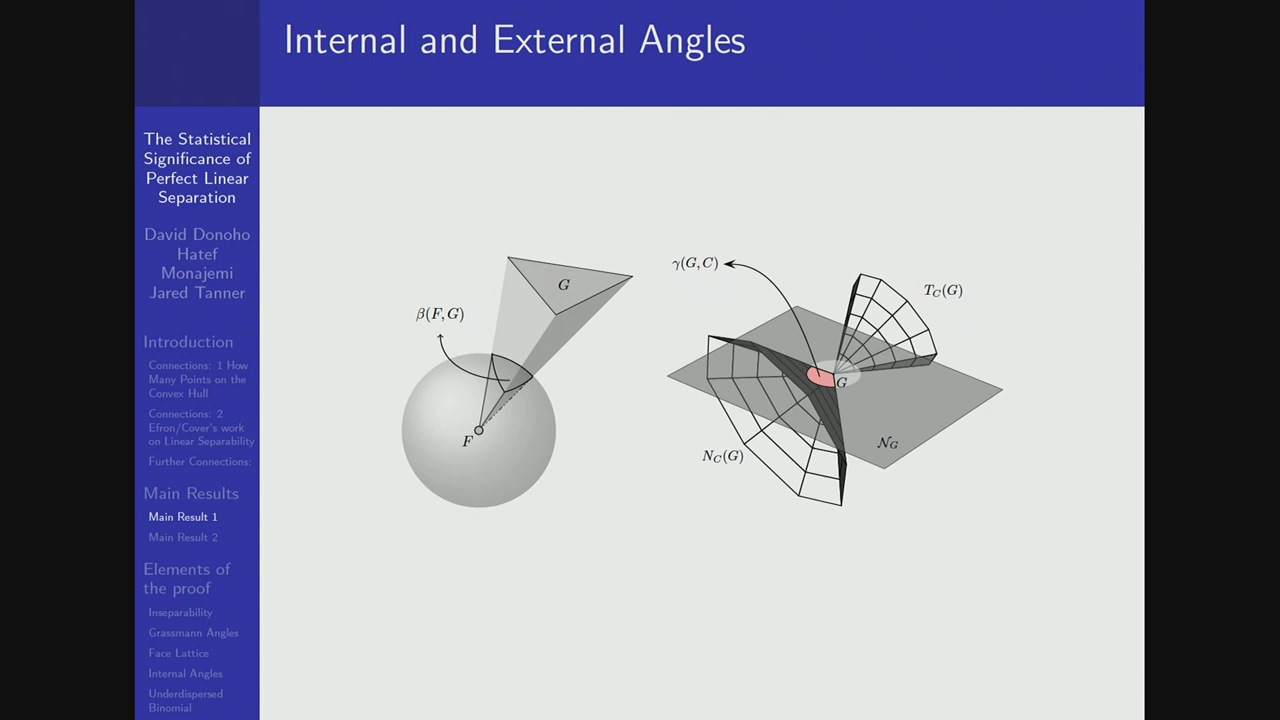 Internal and External Angles
The Statistical
Significance of
Perfect Linear
Separation
David Donoho
Hatef
Monajemi
Jared Tanner
Introduction
Connections: 1 How
Many Points on the
Convex Hull
Connections: 2
Efron/Cover's work
on Linear Separability
Further Connections:
Main Results
Main Result 1
Main Result 2
Elements of
the proof
Inseparability
Grassmann Angles
Face Lattice
Internal Angles
Underdispersed
Binomial
G
β(F, G)
F
γ(G, C)
T_C(G)
G
N_C(G)
𝒩_G